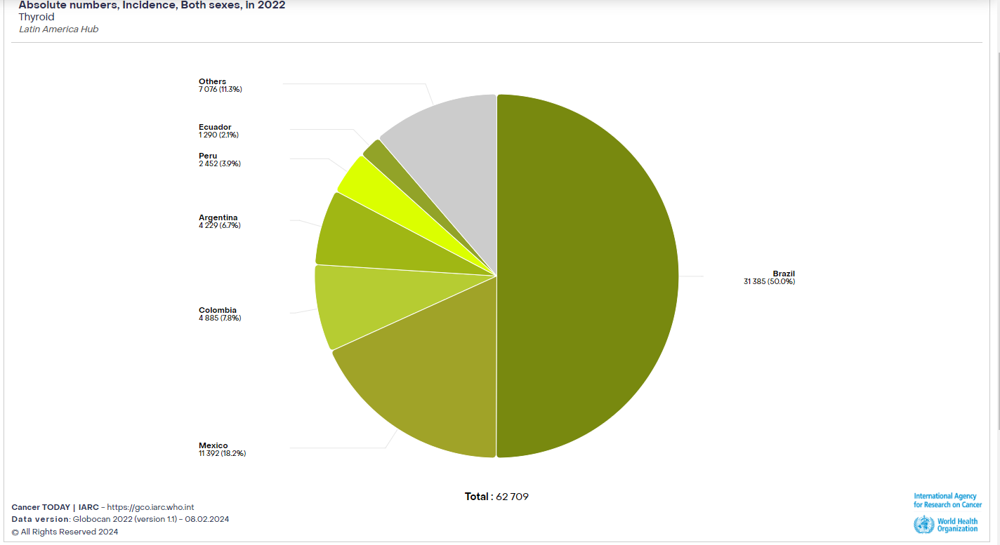 Absolute numbers, Incidence, Both sexes, in 2022
Thyroid
Latin America Hub
Others
7 076 (11.3%)
Ecuador
1 290 (2.1%)
Peru
2 452 (3.9%)
Argentina
4 229 (6.7%)
Brazil
31 385 (50.0%)
Colombia
4 885 (7.8%)
Mexico
11 392 (18.2%)
Total : 62 709
Cancer TODAY | IARC - https://gco.iarc.who.int
Data version: Globocan 2022 (version 1.1) - 08.02.2024
© All Rights Reserved 2024
International Agency
for Research on Cancer
World Health
Organization